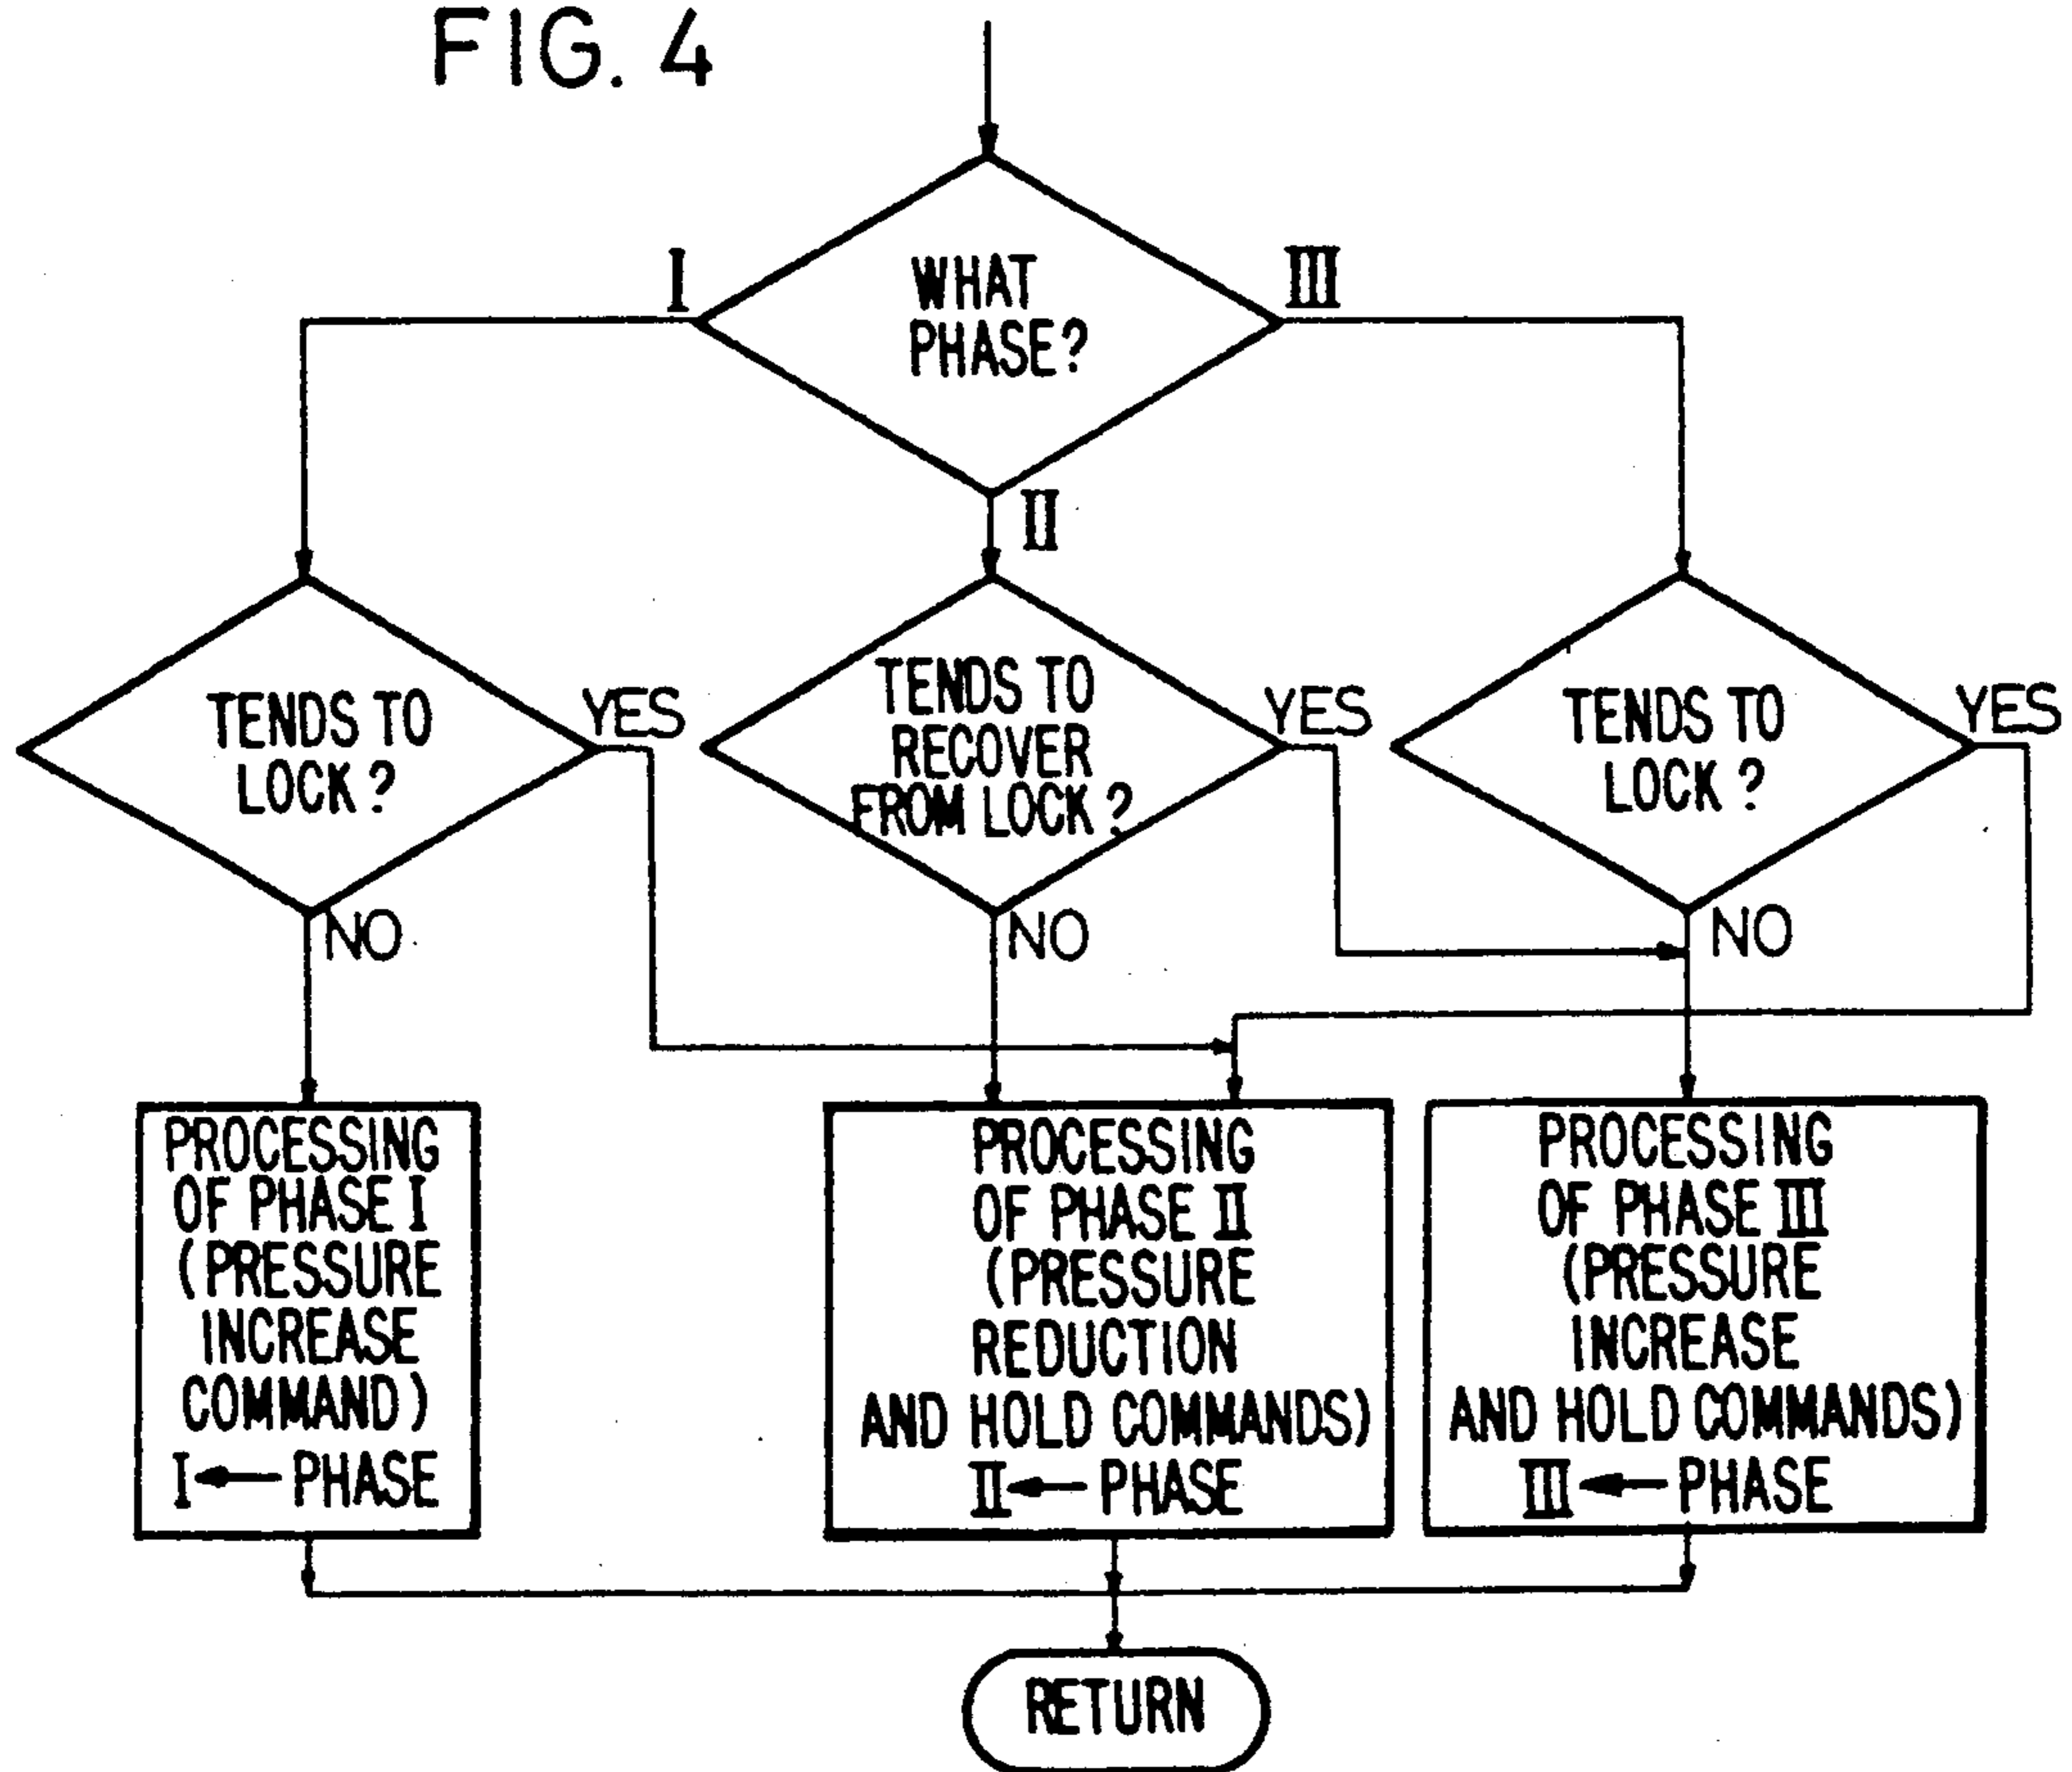 FIG. 4
WHAT
PHASE?
I
III
II
TENDS TO
LOCK?
YES
NO
TENDS TO
RECOVER
FROM LOCK?
YES
NO
TENDS TO
LOCK?
YES
NO
PROCESSING
OF PHASE I
(PRESSURE
INCREASE
COMMAND)
I ← PHASE
PROCESSING
OF PHASE II
(PRESSURE
REDUCTION
AND HOLD COMMANDS)
II ← PHASE
PROCESSING
OF PHASE III
(PRESSURE
INCREASE
AND HOLD COMMANDS)
III ← PHASE
RETURN